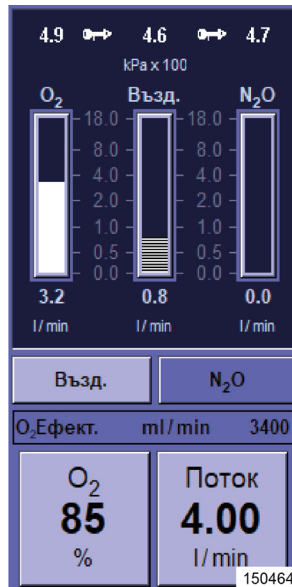 4.9 4.6 4.7
kPa x 100
O₂ Възд. N₂O
18.0 18.0
8.0 8.0
4.0 4.0
2.0 2.0
1.0 1.0
0.5 0.5
0.0 0.0
3.2 0.8 0.0
l/min l/min l/min
Възд. N₂O
O₂Ефект. ml/min 3400
O₂ Поток
85 4.00
% l/min
150464